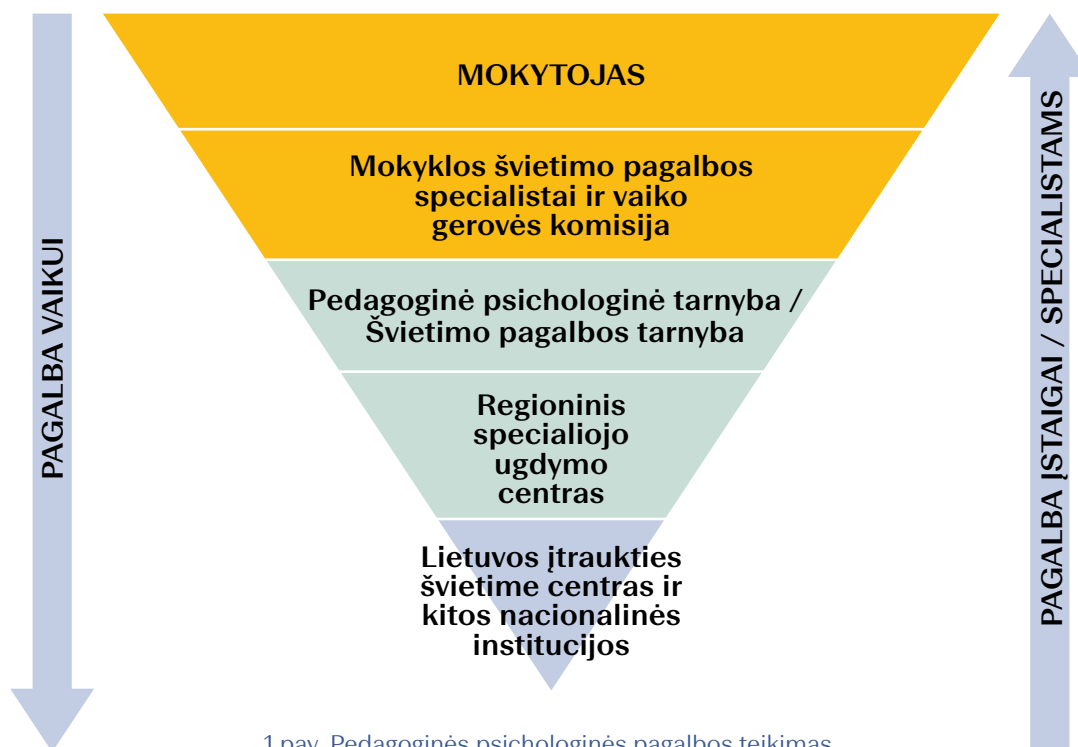 PAGALBA VAIKUI
MOKYTOJAS
Mokyklos švietimo pagalbos
specialistai ir vaiko
gerovės komisija
Pedagoginė psichologinė tarnyba /
Švietimo pagalbos tarnyba
Regioninis
specialiojo
ugdymo
centras
Lietuvos įtraukties
švietime centras ir
kitos nacionalinės
institucijos
PAGALBA ĮSTAIGAI / SPECIALISTAMS
1 pav. Pedagoginės psichologinės pagalbos teikimas